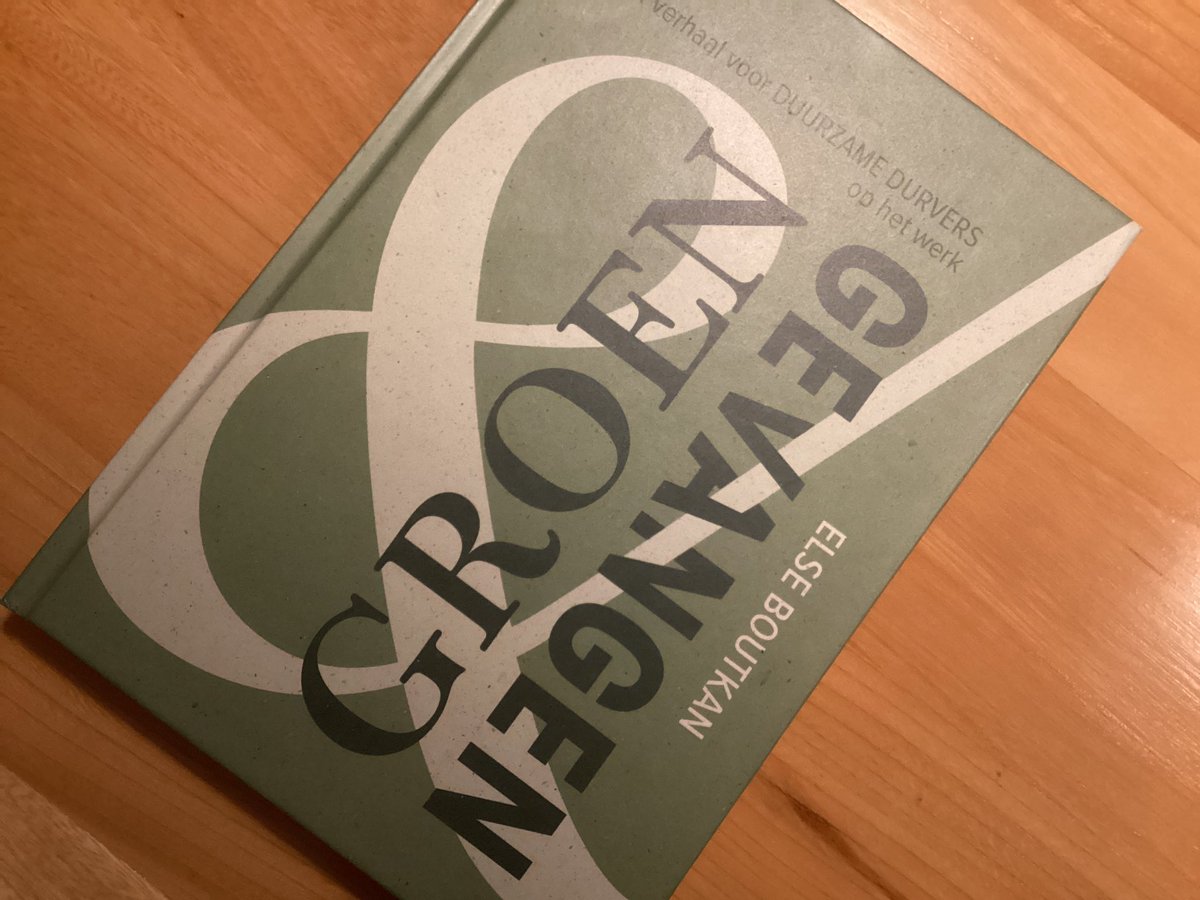 verhaal voor DUURZAME DURVERS
op het werk
GROEN
&
GEVANGEN
ELSE BOUTKAN